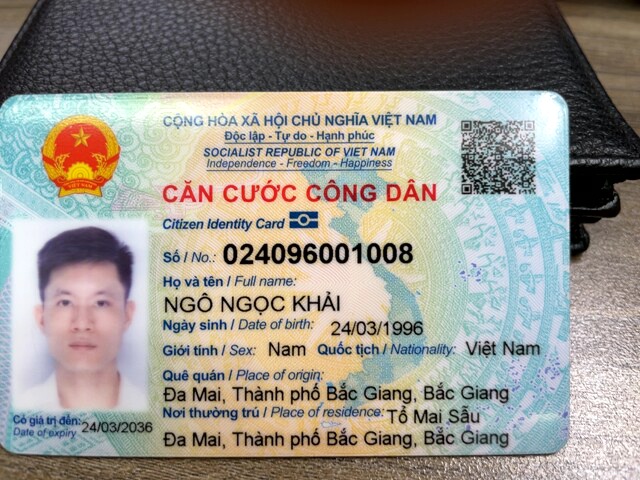 CỘNG HÒA XÃ HỘI CHỦ NGHĨA VIỆT NAM
Độc lập - Tự do - Hạnh phúc
SOCIALIST REPUBLIC OF VIET NAM
Independence - Freedom - Happiness
CĂN CƯỚC CÔNG DÂN
Citizen Identity Card
Số / No.: 024096001008
Họ và tên / Full name:
NGÔ NGỌC KHẢI
Ngày sinh / Date of birth: 24/03/1996
Giới tính / Sex: Nam Quốc tịch / Nationality: Việt Nam
Quê quán / Place of origin:
Đa Mai, Thành phố Bắc Giang, Bắc Giang
Nơi thường trú / Place of residence: Tổ Mai Sẫu
Đa Mai, Thành phố Bắc Giang, Bắc Giang
Có giá trị đến: 24/03/2036
Date of expiry